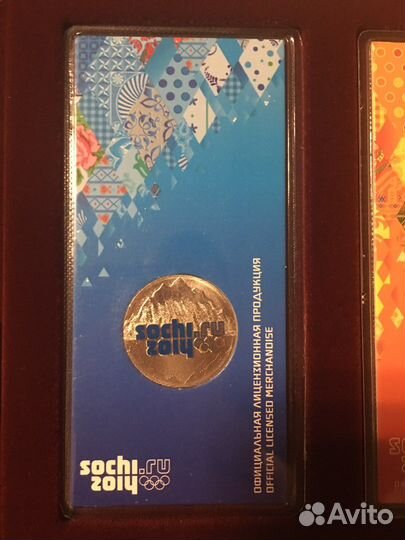 sochi.ru
2014
ОФИЦИАЛЬНАЯ ЛИЦЕНЗИОННАЯ ПРОДУКЦИЯ
OFFICIAL LICENSED MERCHANDISE
sochi.ru
2014
Avito